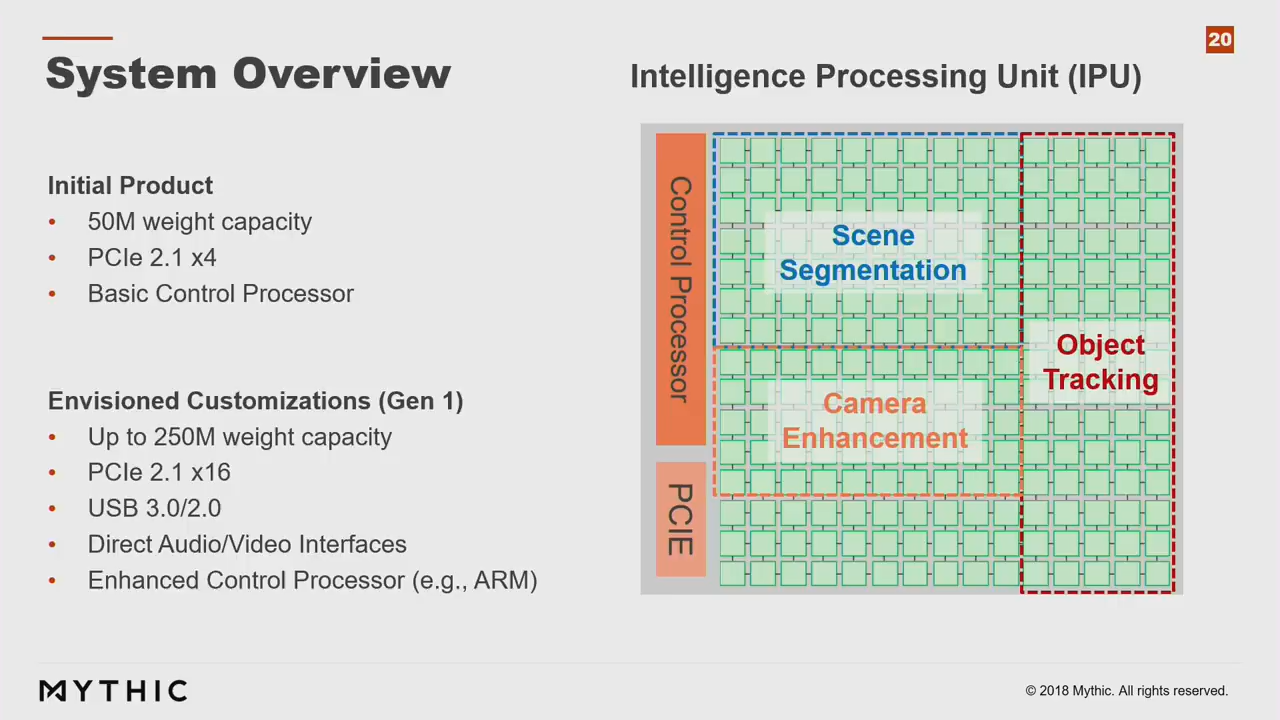 20
System Overview
Intelligence Processing Unit (IPU)
Initial Product
• 50M weight capacity
• PCIe 2.1 x4
• Basic Control Processor
Envisioned Customizations (Gen 1)
• Up to 250M weight capacity
• PCIe 2.1 x16
• USB 3.0/2.0
• Direct Audio/Video Interfaces
• Enhanced Control Processor (e.g., ARM)
Control Processor
PCIE
Scene
Segmentation
Camera
Enhancement
Object
Tracking
MYTHIC
© 2018 Mythic. All rights reserved.